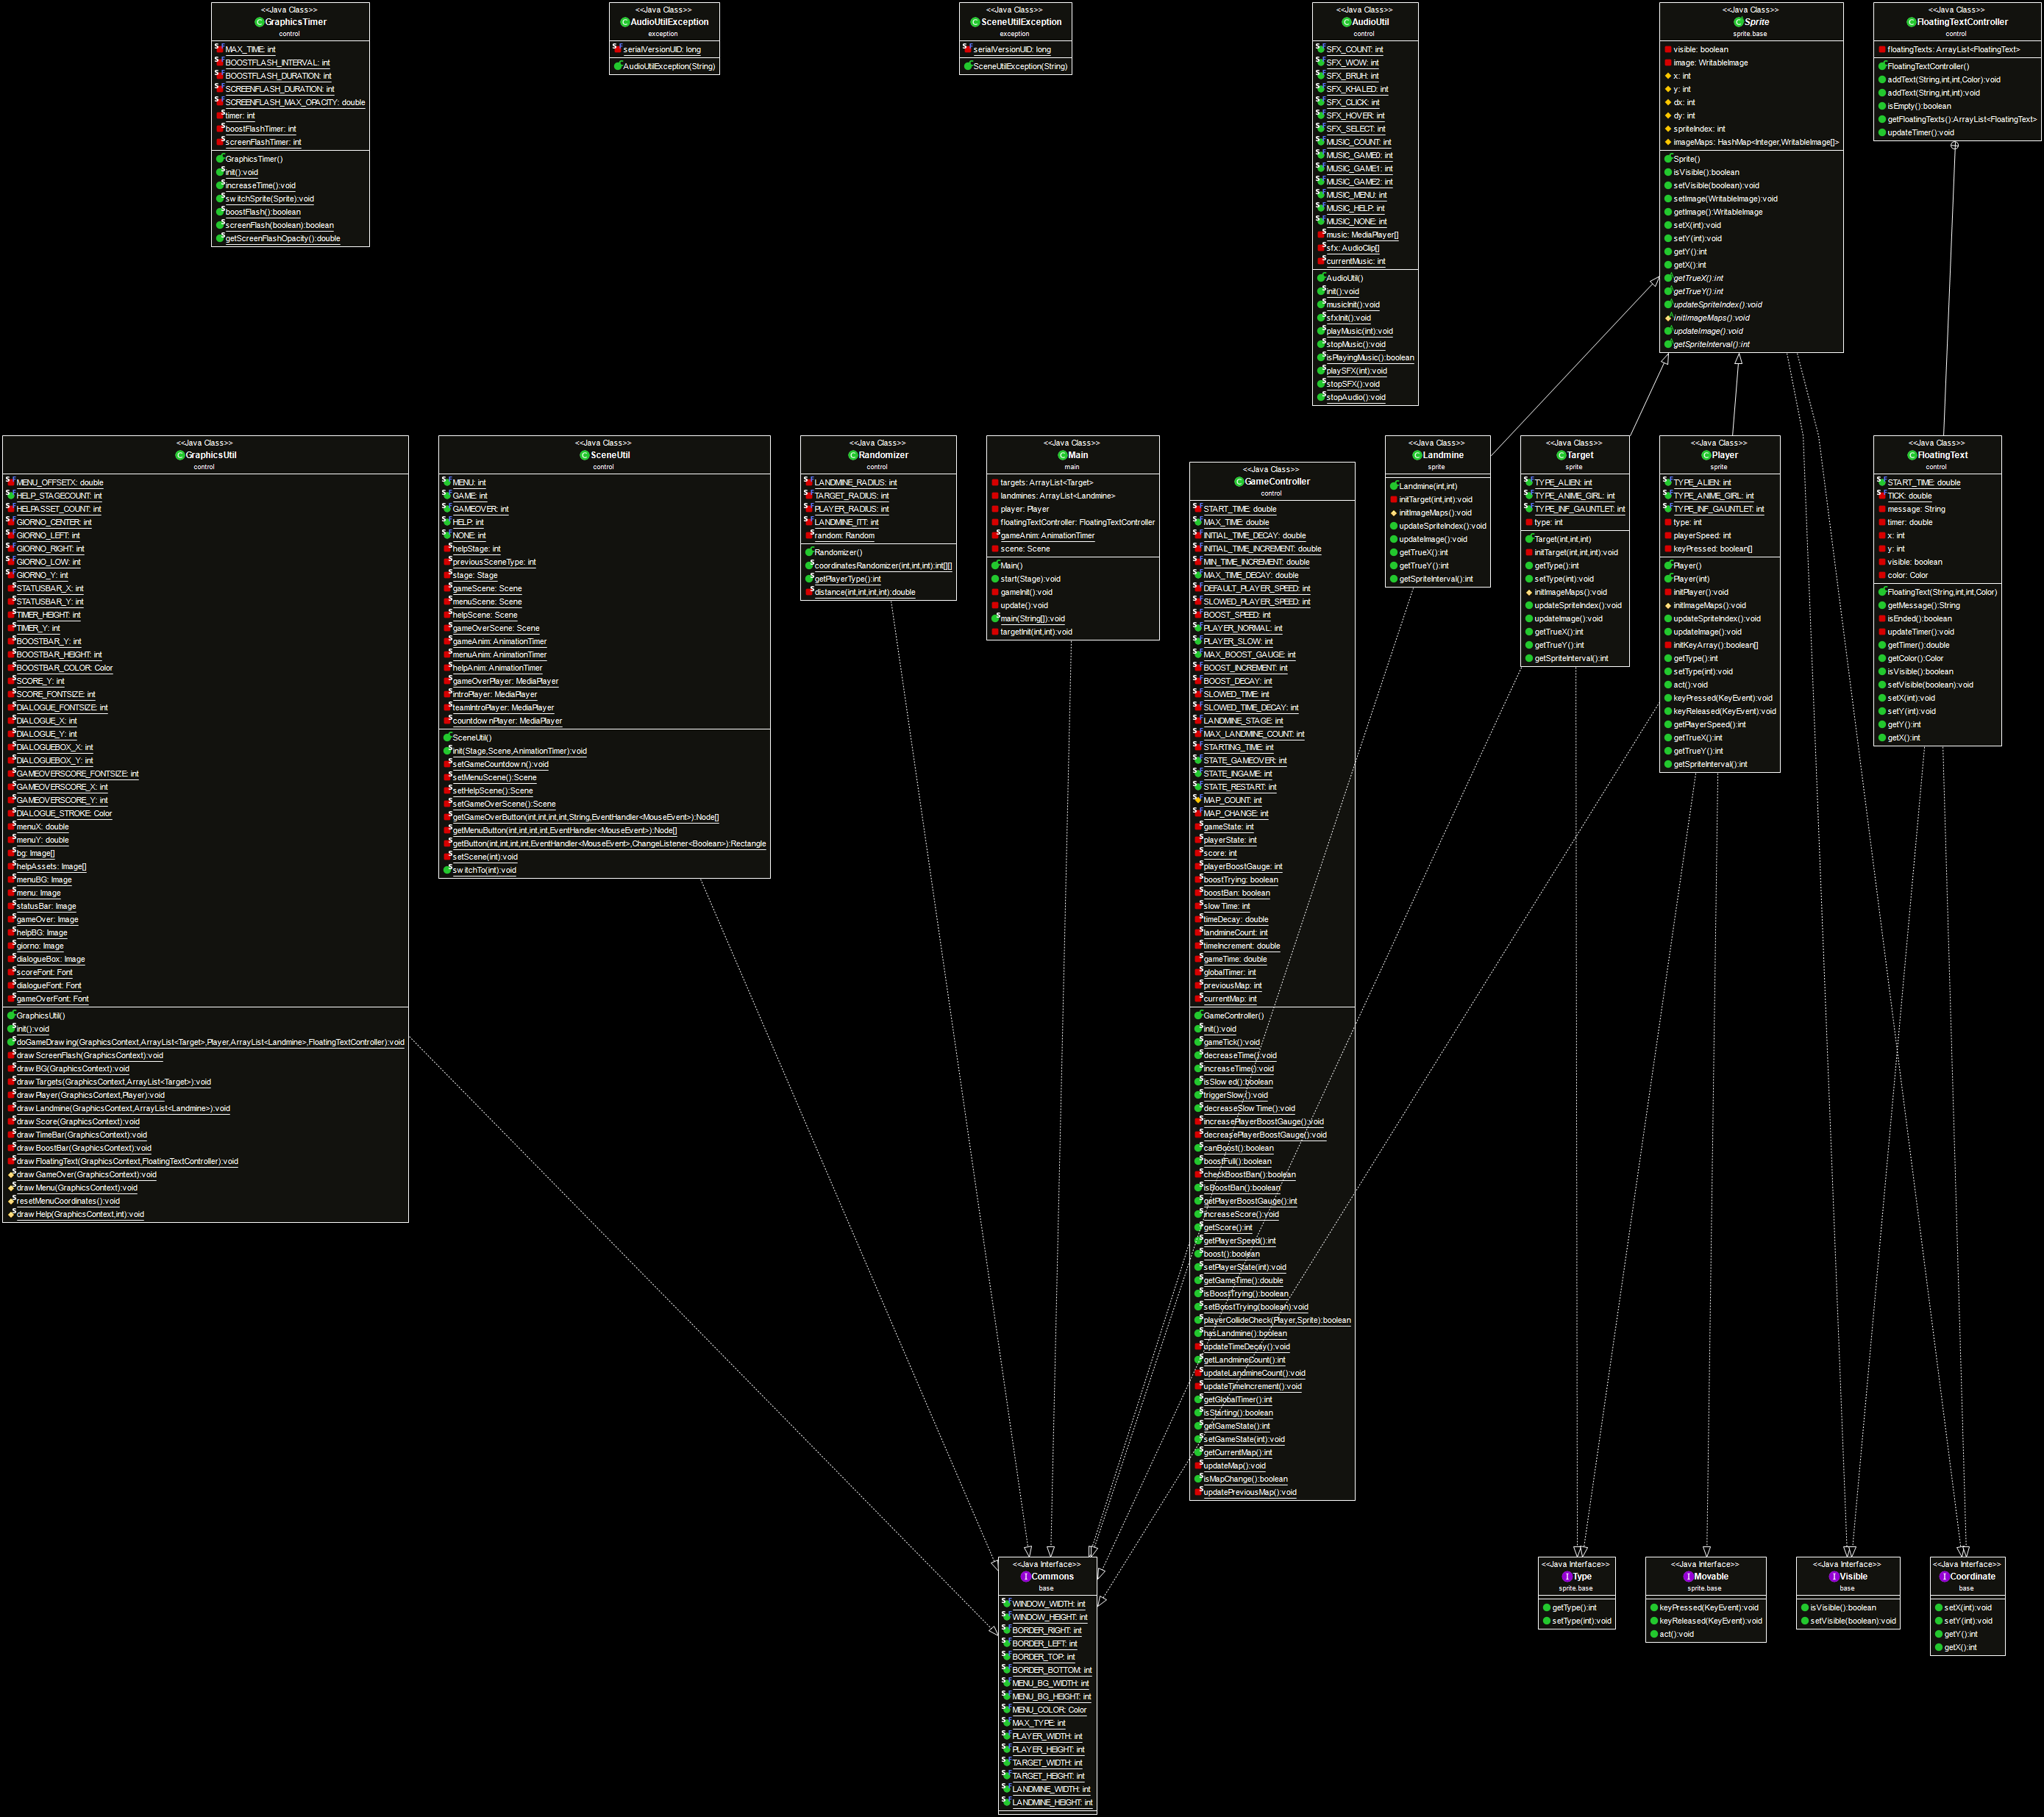 <<Java Class>>
GraphicsTimer
control
MAX_TIME: int
BOOSTFLASH_INTERVAL: int
BOOSTFLASH_DURATION: int
SCREENFLASH_DURATION: int
SCREENFLASH_MAX_OPACITY: double
timer: int
boostFlashTimer: int
screenFlashTimer: int
GraphicsTimer()
init():void
increaseTime():void
switchSprite(Sprite):void
boostFlash():boolean
screenFlash(boolean):boolean
getScreenFlashOpacity():double
<<Java Class>>
AudioUtilException
exception
serialVersionUID: long
AudioUtilException(String)
<<Java Class>>
SceneUtilException
exception
serialVersionUID: long
SceneUtilException(String)
<<Java Class>>
AudioUtil
control
SFX_COUNT: int
SFX_WOW: int
SFX_BRUH: int
SFX_KHALED: int
SFX_CLICK: int
SFX_HOVER: int
SFX_SELECT: int
MUSIC_COUNT: int
MUSIC_GAME0: int
MUSIC_GAME1: int
MUSIC_GAME2: int
MUSIC_MENU: int
MUSIC_HELP: int
MUSIC_NONE: int
music: MediaPlayer[]
sfx: AudioClip[]
currentMusic: int
AudioUtil()
init():void
musicInit():void
sfxInit():void
playMusic(int):void
stopMusic():void
isPlayingMusic():boolean
playSFX(int):void
stopSFX():void
stopAudio():void
<<Java Class>>
Sprite
sprite.base
visible: boolean
image: WritableImage
x: int
y: int
dx: int
dy: int
spriteIndex: int
imageMaps: HashMap<Integer,WritableImage[]>
Sprite()
isVisible():boolean
setVisible(boolean):void
setImage(WritableImage):void
getImage():WritableImage
setX(int):void
setY(int):void
getY():int
getX():int
getTrueX():int
getTrueY():int
updateSpriteIndex():void
initImageMaps():void
updateImage():void
getSpriteInterval():int
<<Java Class>>
FloatingTextController
control
floatingTexts: ArrayList<FloatingText>
FloatingTextController()
addText(String,int,int,Color):void
addText(String,int,int):void
isEmpty():boolean
getFloatingTexts():ArrayList<FloatingText>
updateTimer():void
<<Java Class>>
GraphicsUtil
control
MENU_OFFSETX: double
HELP_STAGECOUNT: int
HELPASSET_COUNT: int
GIORNO_CENTER: int
GIORNO_LEFT: int
GIORNO_RIGHT: int
GIORNO_LOW: int
GIORNO_Y: int
STATUSBAR_X: int
STATUSBAR_Y: int
TIMER_HEIGHT: int
TIMER_Y: int
BOOSTBAR_Y: int
BOOSTBAR_HEIGHT: int
BOOSTBAR_COLOR: Color
SCORE_Y: int
SCORE_FONTSIZE: int
DIALOGUE_FONTSIZE: int
DIALOGUE_X: int
DIALOGUE_Y: int
DIALOGUEBOX_X: int
DIALOGUEBOX_Y: int
GAMEOVERSCORE_FONTSIZE: int
GAMEOVERSCORE_X: int
GAMEOVERSCORE_Y: int
DIALOGUE_STROKE: Color
menuX: double
menuY: double
bg: Image[]
helpAssets: Image[]
menuBG: Image
menu: Image
statusBar: Image
gameOver: Image
helpBG: Image
giorno: Image
dialogueBox: Image
scoreFont: Font
dialogueFont: Font
gameOverFont: Font
GraphicsUtil()
init():void
doGameDrawing(GraphicsContext,ArrayList<Target>,Player,ArrayList<Landmine>,FloatingTextController):void
drawScreenFlash(GraphicsContext):void
drawBG(GraphicsContext):void
drawTargets(GraphicsContext,ArrayList<Target>):void
drawPlayer(GraphicsContext,Player):void
drawLandmine(GraphicsContext,ArrayList<Landmine>):void
drawScore(GraphicsContext):void
drawTimeBar(GraphicsContext):void
drawBoostBar(GraphicsContext):void
drawFloatingText(GraphicsContext,FloatingTextController):void
drawGameOver(GraphicsContext):void
drawMenu(GraphicsContext):void
resetMenuCoordinates():void
drawHelp(GraphicsContext,int):void
<<Java Class>>
SceneUtil
control
MENU: int
GAME: int
GAMEOVER: int
HELP: int
NONE: int
helpStage: int
previousSceneType: int
stage: Stage
gameScene: Scene
menuScene: Scene
helpScene: Scene
gameOverScene: Scene
gameAnim: AnimationTimer
menuAnim: AnimationTimer
helpAnim: AnimationTimer
gameOverPlayer: MediaPlayer
introPlayer: MediaPlayer
teamIntroPlayer: MediaPlayer
countdownPlayer: MediaPlayer
SceneUtil()
init(Stage,Scene,AnimationTimer):void
setGameCountdown():void
setMenuScene():Scene
setHelpScene():Scene
setGameOverScene():Scene
getGameOverButton(int,int,int,int,String,EventHandler<MouseEvent>):Node[]
getMenuButton(int,int,int,int,EventHandler<MouseEvent>):Node[]
getButton(int,int,int,int,EventHandler<MouseEvent>,ChangeListener<Boolean>):Rectangle
setScene(int):void
switchTo(int):void
<<Java Class>>
Randomizer
control
LANDMINE_RADIUS: int
TARGET_RADIUS: int
PLAYER_RADIUS: int
LANDMINE_ITT: int
random: Random
Randomizer()
coordinatesRandomizer(int,int,int):int[][]
getPlayerType():int
distance(int,int,int,int):double
<<Java Class>>
Main
main
targets: ArrayList<Target>
landmines: ArrayList<Landmine>
player: Player
floatingTextController: FloatingTextController
gameAnim: AnimationTimer
scene: Scene
Main()
start(Stage):void
gameInit():void
update():void
main(String[]):void
targetInit(int,int):void
<<Java Class>>
GameController
control
START_TIME: double
MAX_TIME: double
INITIAL_TIME_DECAY: double
INITIAL_TIME_INCREMENT: double
MIN_TIME_INCREMENT: double
MAX_TIME_DECAY: double
DEFAULT_PLAYER_SPEED: int
SLOWED_PLAYER_SPEED: int
BOOST_SPEED: int
PLAYER_NORMAL: int
PLAYER_SLOW: int
MAX_BOOST_GAUGE: int
BOOST_INCREMENT: int
BOOST_DECAY: int
SLOWED_TIME: int
SLOWED_TIME_DECAY: int
LANDMINE_STAGE: int
MAX_LANDMINE_COUNT: int
STARTING_TIME: int
STATE_GAMEOVER: int
STATE_INGAME: int
STATE_RESTART: int
MAP_COUNT: int
MAP_CHANGE: int
gameState: int
playerState: int
score: int
playerBoostGauge: int
boostTrying: boolean
boostBan: boolean
slowTime: int
timeDecay: double
landmineCount: int
timeIncrement: double
gameTime: double
globalTimer: int
previousMap: int
currentMap: int
GameController()
init():void
gameTick():void
decreaseTime():void
increaseTime():void
isSlowed():boolean
triggerSlow():void
decreaseSlowTime():void
increasePlayerBoostGauge():void
decreasePlayerBoostGauge():void
canBoost():boolean
boostFull():boolean
checkBoostBan():boolean
isBoostBan():boolean
getPlayerBoostGauge():int
increaseScore():void
getScore():int
getPlayerSpeed():int
boost():boolean
setPlayerState(int):void
getGameTime():double
isBoostTrying():boolean
setBoostTrying(boolean):void
playerCollideCheck(Player,Sprite):boolean
hasLandmine():boolean
updateTimeDecay():void
getLandmineCount():int
updateLandmineCount():void
updateTimeIncrement():void
getGlobalTimer():int
isStarting():boolean
getGameState():int
setGameState(int):void
getCurrentMap():int
updateMap():void
isMapChange():boolean
updatePreviousMap():void
<<Java Class>>
Landmine
sprite
Landmine(int,int)
initTarget(int,int):void
initImageMaps():void
updateSpriteIndex():void
updateImage():void
getTrueX():int
getTrueY():int
getSpriteInterval():int
<<Java Class>>
Target
sprite
TYPE_ALIEN: int
TYPE_ANIME_GIRL: int
TYPE_INF_GAUNTLET: int
type: int
Target(int,int,int)
initTarget(int,int,int):void
getType():int
setType(int):void
initImageMaps():void
updateSpriteIndex():void
updateImage():void
getTrueX():int
getTrueY():int
getSpriteInterval():int
<<Java Class>>
Player
sprite
TYPE_ALIEN: int
TYPE_ANIME_GIRL: int
TYPE_INF_GAUNTLET: int
type: int
playerSpeed: int
keyPressed: boolean[]
Player()
Player(int)
initPlayer():void
initImageMaps():void
updateSpriteIndex():void
updateImage():void
initKeyArray():boolean[]
getType():int
setType(int):void
act():void
keyPressed(KeyEvent):void
keyReleased(KeyEvent):void
getPlayerSpeed():int
getTrueX():int
getTrueY():int
getSpriteInterval():int
<<Java Class>>
FloatingText
control
START_TIME: double
TICK: double
message: String
timer: double
x: int
y: int
visible: boolean
color: Color
FloatingText(String,int,int,Color)
getMessage():String
isEnded():boolean
updateTimer():void
getTimer():double
getColor():Color
isVisible():boolean
setVisible(boolean):void
setX(int):void
setY(int):void
getY():int
getX():int
<<Java Interface>>
Commons
base
WINDOW_WIDTH: int
WINDOW_HEIGHT: int
BORDER_RIGHT: int
BORDER_LEFT: int
BORDER_TOP: int
BORDER_BOTTOM: int
MENU_BG_WIDTH: int
MENU_BG_HEIGHT: int
MENU_COLOR: Color
MAX_TYPE: int
PLAYER_WIDTH: int
PLAYER_HEIGHT: int
TARGET_WIDTH: int
TARGET_HEIGHT: int
LANDMINE_WIDTH: int
LANDMINE_HEIGHT: int
<<Java Interface>>
Type
sprite.base
getType():int
setType(int):void
<<Java Interface>>
Movable
sprite.base
keyPressed(KeyEvent):void
keyReleased(KeyEvent):void
act():void
<<Java Interface>>
Visible
base
isVisible():boolean
setVisible(boolean):void
<<Java Interface>>
Coordinate
base
setX(int):void
setY(int):void
getY():int
getX():int